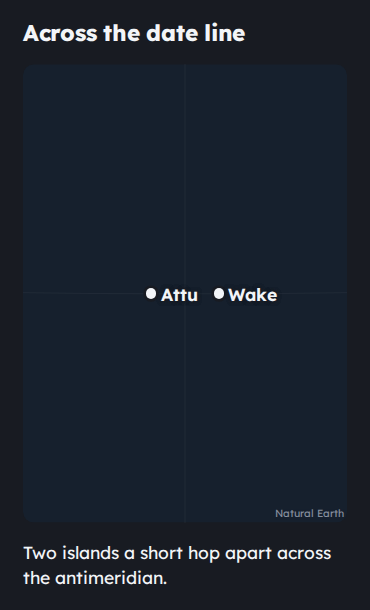 Across the date line
Attu
Wake
Natural Earth
Two islands a short hop apart across
the antimeridian.